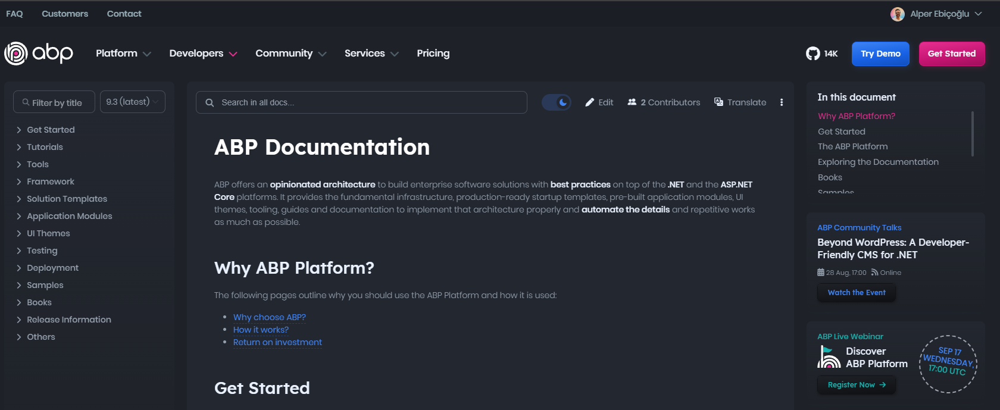 FAQ
Customers
Contact
Alper Ebiçoğlu
abp
Platform
Developers
Community
Services
Pricing
14K
Try Demo
Get Started
Filter by title
9.3 (latest)
Get Started
Tutorials
Tools
Framework
Solution Templates
Application Modules
UI Themes
Testing
Deployment
Samples
Books
Release Information
Others
Search in all docs...
Edit
2 Contributors
Translate
ABP Documentation
ABP offers an opinionated architecture to build enterprise software solutions with best practices on top of the .NET and the ASP.NET
Core platforms. It provides the fundamental infrastructure, production-ready startup templates, pre-built application modules, UI
themes, tooling, guides and documentation to implement that architecture properly and automate the details and repetitive works
as much as possible.
Why ABP Platform?
The following pages outline why you should use the ABP Platform and how it is used:
Why choose ABP?
How it works?
Return on investment
Get Started
In this document
Why ABP Platform?
Get Started
The ABP Platform
Exploring the Documentation
Books
Samples
ABP Community Talks
Beyond WordPress: A Developer-
Friendly CMS for .NET
28 Aug, 17:00 Online
Watch the Event
ABP Live Webinar
Discover
ABP Platform
SEP 17
WEDNESDAY,
17:00 UTC
Register Now →